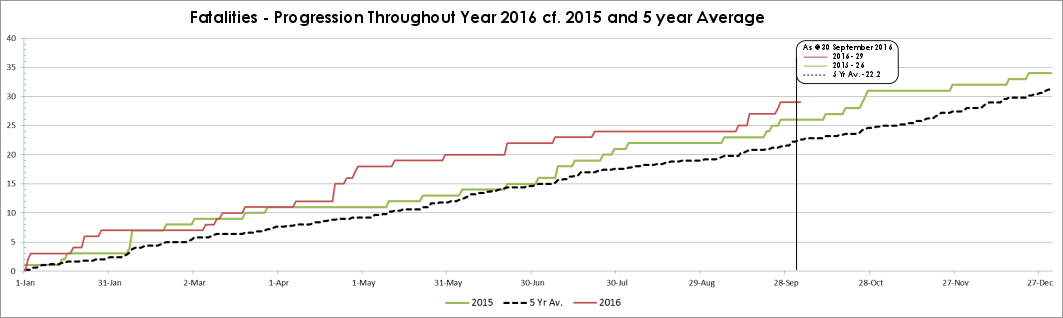 Fatalities - Progression Throughout Year 2016 cf. 2015 and 5 year Average
As @ 30 September 2016
2016 - 29
2015 - 26
5 Yr Av. - 22.2
40
35
30
25
20
15
10
5
0
1-Jan 31-Jan 2-Mar 1-Apr 1-May 31-May 30-Jun 30-Jul 29-Aug 28-Sep 28-Oct 27-Nov 27-Dec
2015 5 Yr Av. 2016